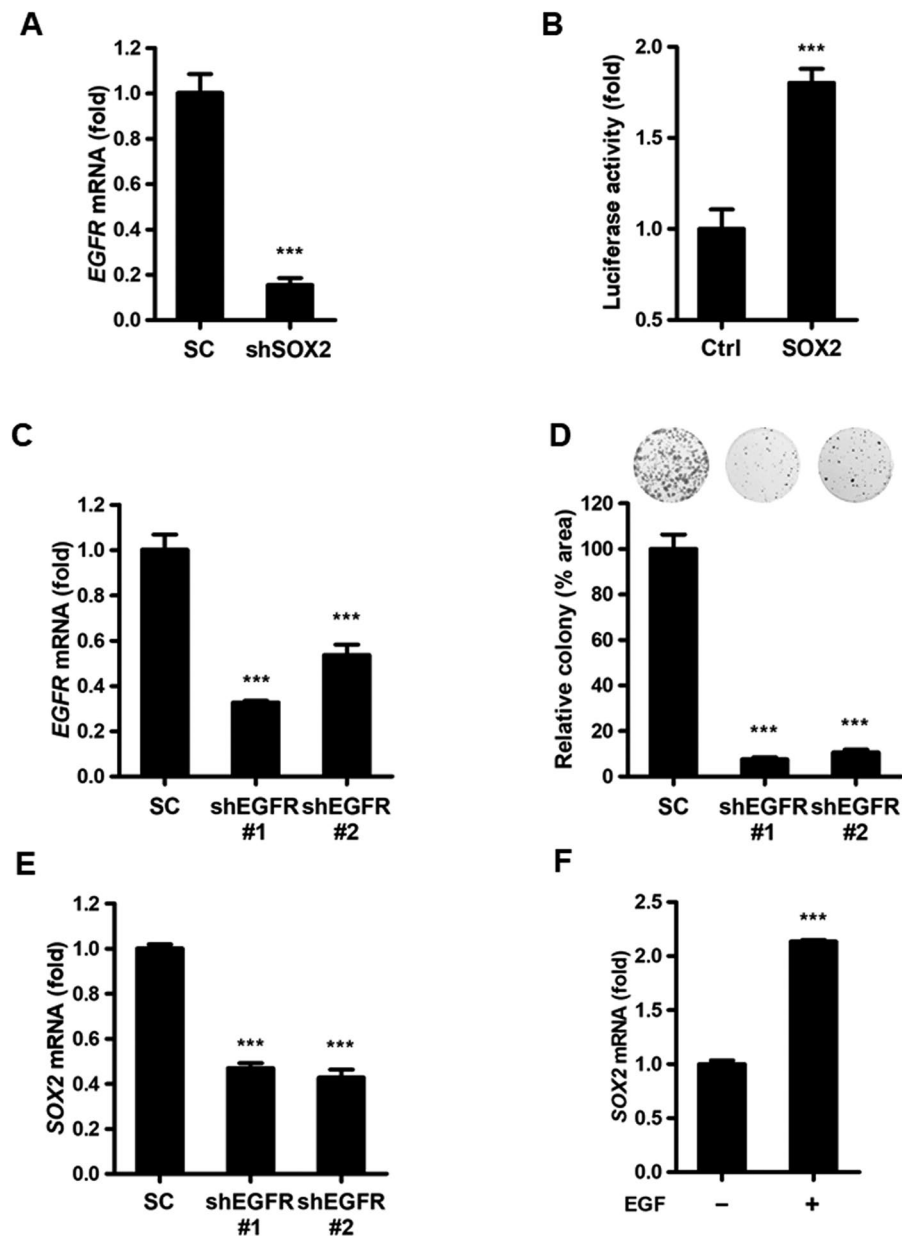 A
EGFR mRNA (fold)
1.2
1.0
0.8
0.6
0.4
0.2
0.0
***
SC
shSOX2
B
Luciferase activity (fold)
2.0
1.5
1.0
0.5
***
Ctrl
SOX2
C
EGFR mRNA (fold)
1.2
1.0
0.8
0.6
0.4
0.2
0.0
***
***
SC
shEGFR
#1
shEGFR
#2
D
Relative colony (% area)
120
100
80
60
40
20
0
***
***
SC
shEGFR
#1
shEGFR
#2
E
SOX2 mRNA (fold)
1.2
1.0
0.8
0.6
0.4
0.2
0.0
***
***
SC
shEGFR
#1
shEGFR
#2
F
SOX2 mRNA (fold)
2.5
2.0
1.5
1.0
0.5
0.0
***
EGF − +